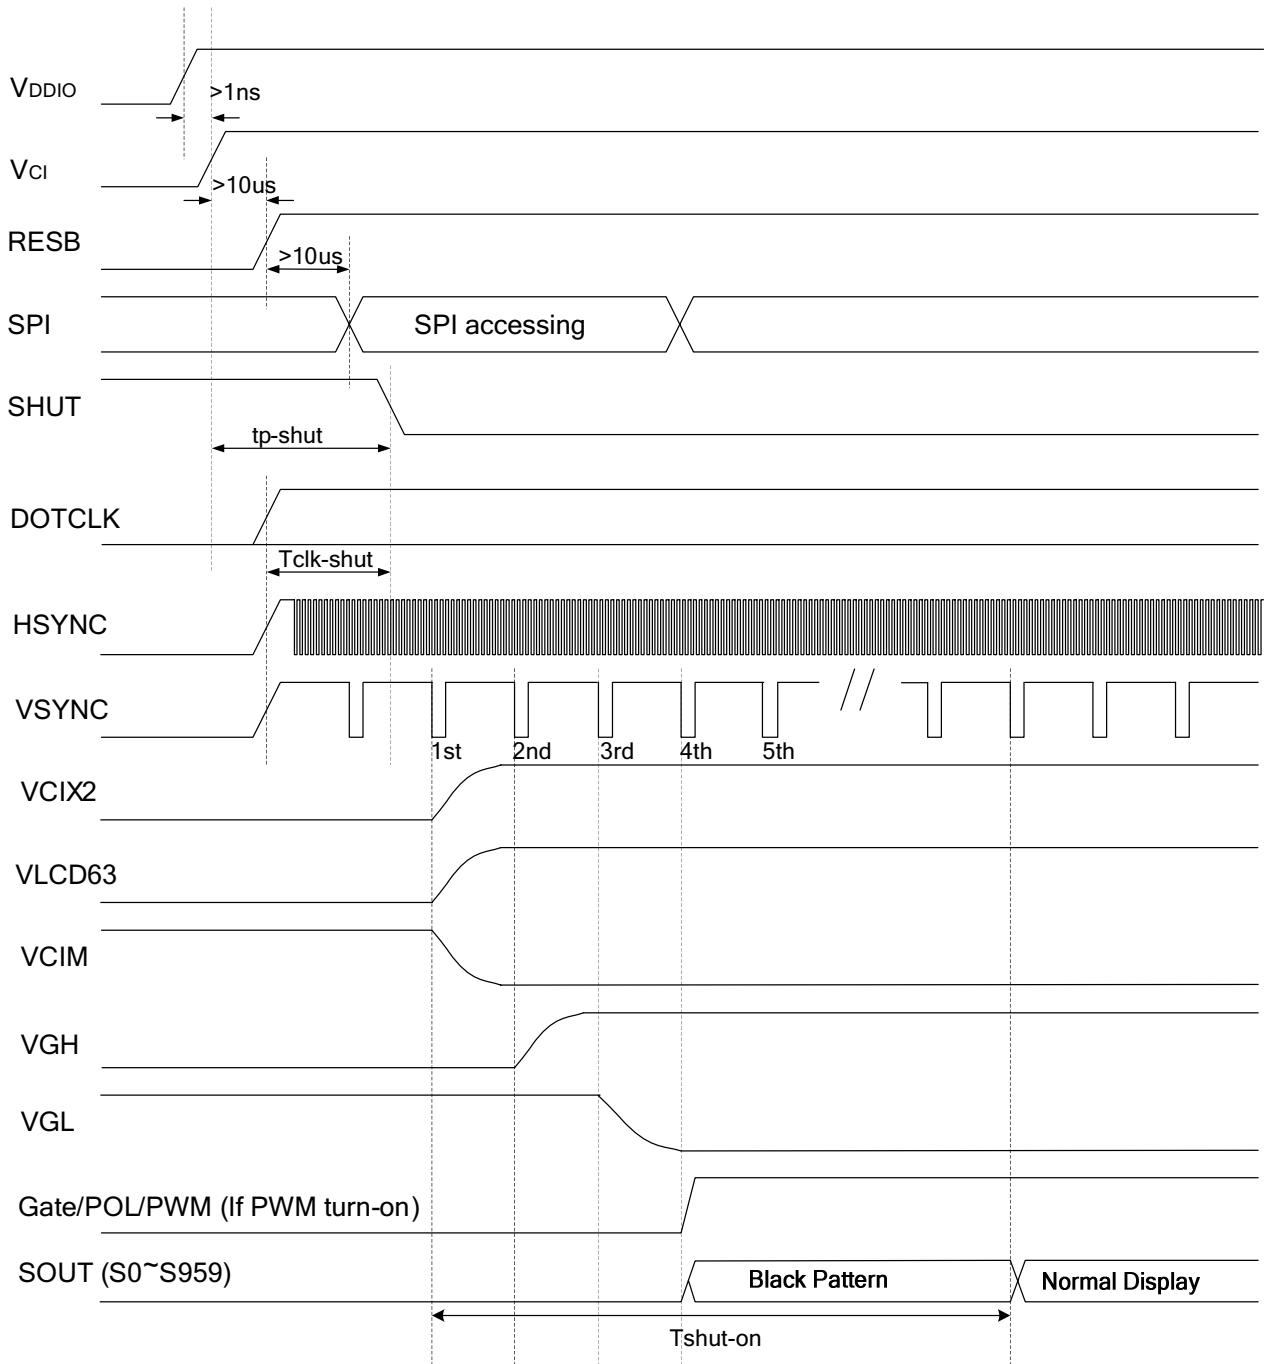 VDDIO
>1ns
VCI
>10us
RESB
>10us
SPI
SPI accessing
SHUT
tp-shut
DOTCLK
Tclk-shut
HSYNC
VSYNC
1st 2nd 3rd 4th 5th
VCIX2
VLCD63
VCIM
VGH
VGL
Gate/POL/PWM (If PWM turn-on)
SOUT (S0~S959) Black Pattern Normal Display
Tshut-on